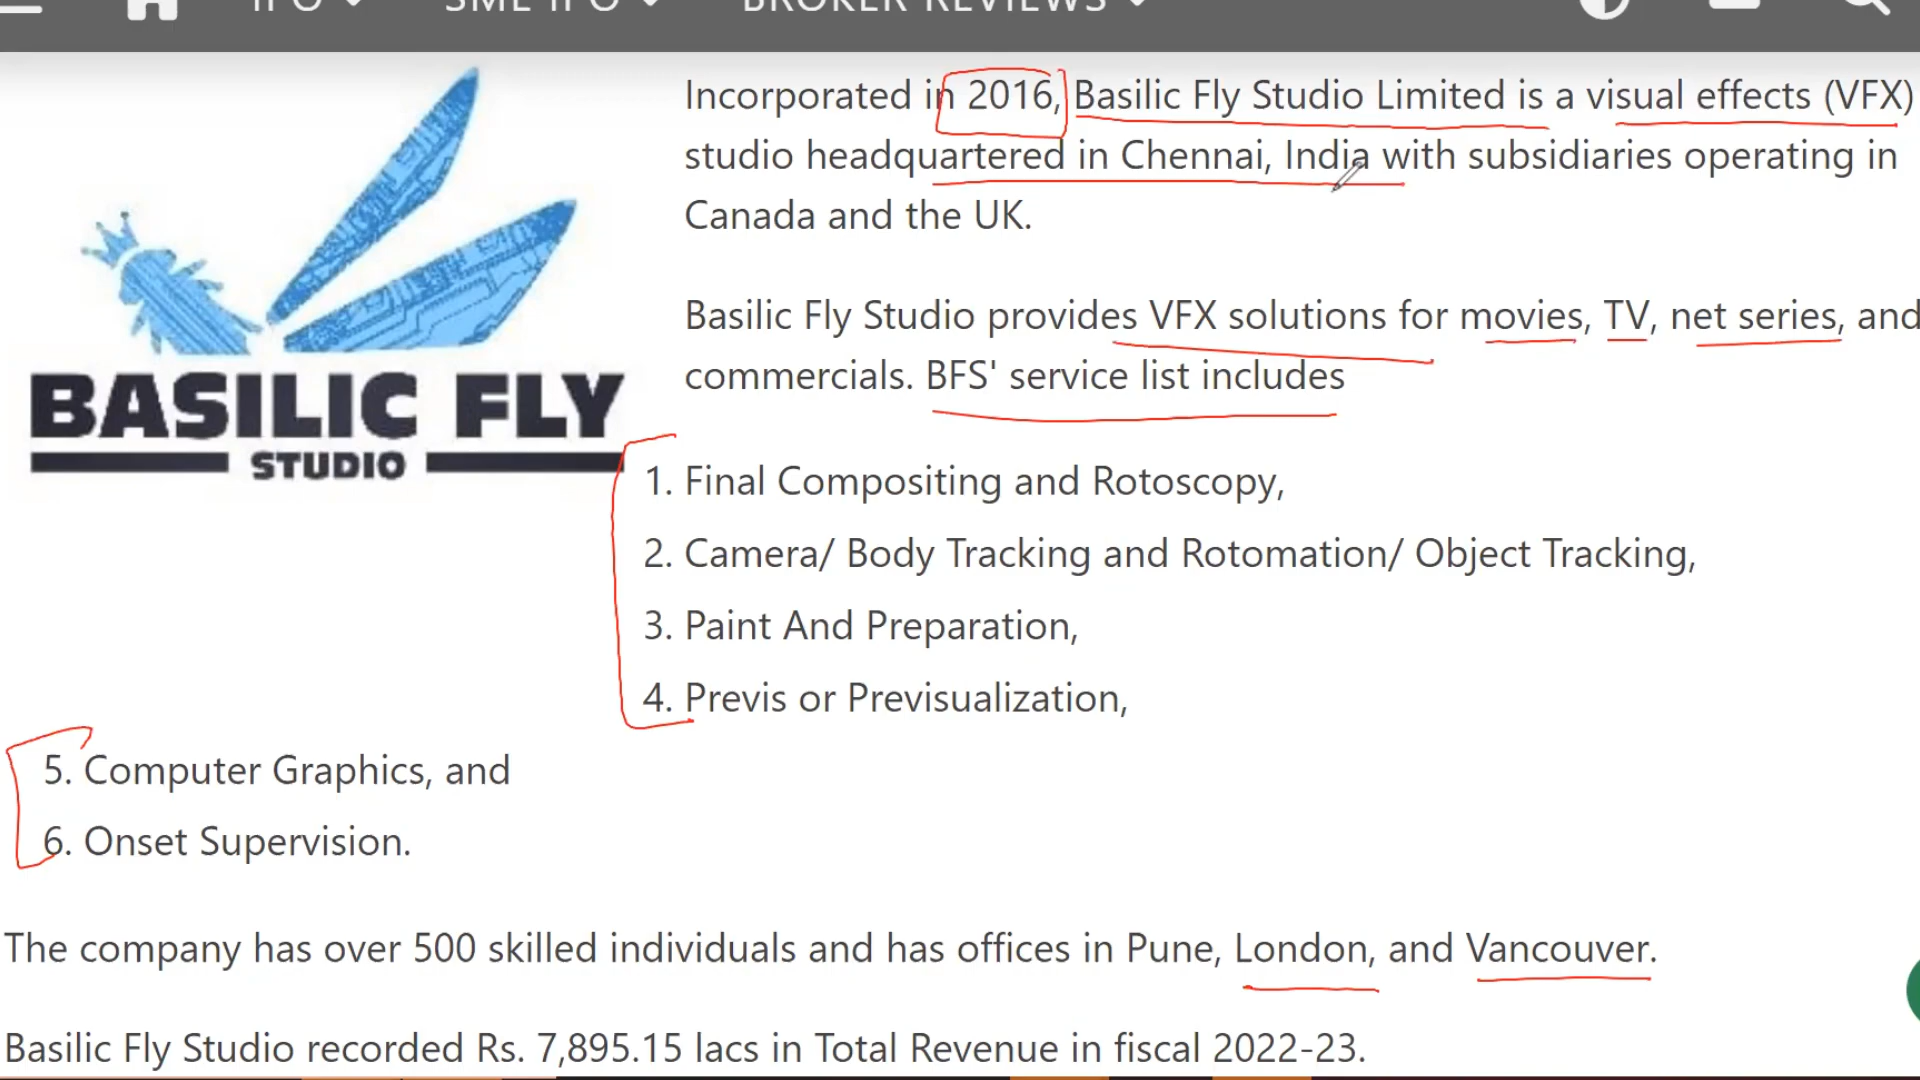 IPO
SME IPO
BROKER REVIEWS
Incorporated in 2016, Basilic Fly Studio Limited is a visual effects (VFX)
studio headquartered in Chennai, India with subsidiaries operating in
Canada and the UK.
Basilic Fly Studio provides VFX solutions for movies, TV, net series, and
commercials. BFS' service list includes
BASILIC FLY
STUDIO
1. Final Compositing and Rotoscopy,
2. Camera/ Body Tracking and Rotomation/ Object Tracking,
3. Paint And Preparation,
4. Previs or Previsualization,
5. Computer Graphics, and
6. Onset Supervision.
The company has over 500 skilled individuals and has offices in Pune, London, and Vancouver.
Basilic Fly Studio recorded Rs. 7,895.15 lacs in Total Revenue in fiscal 2022-23.